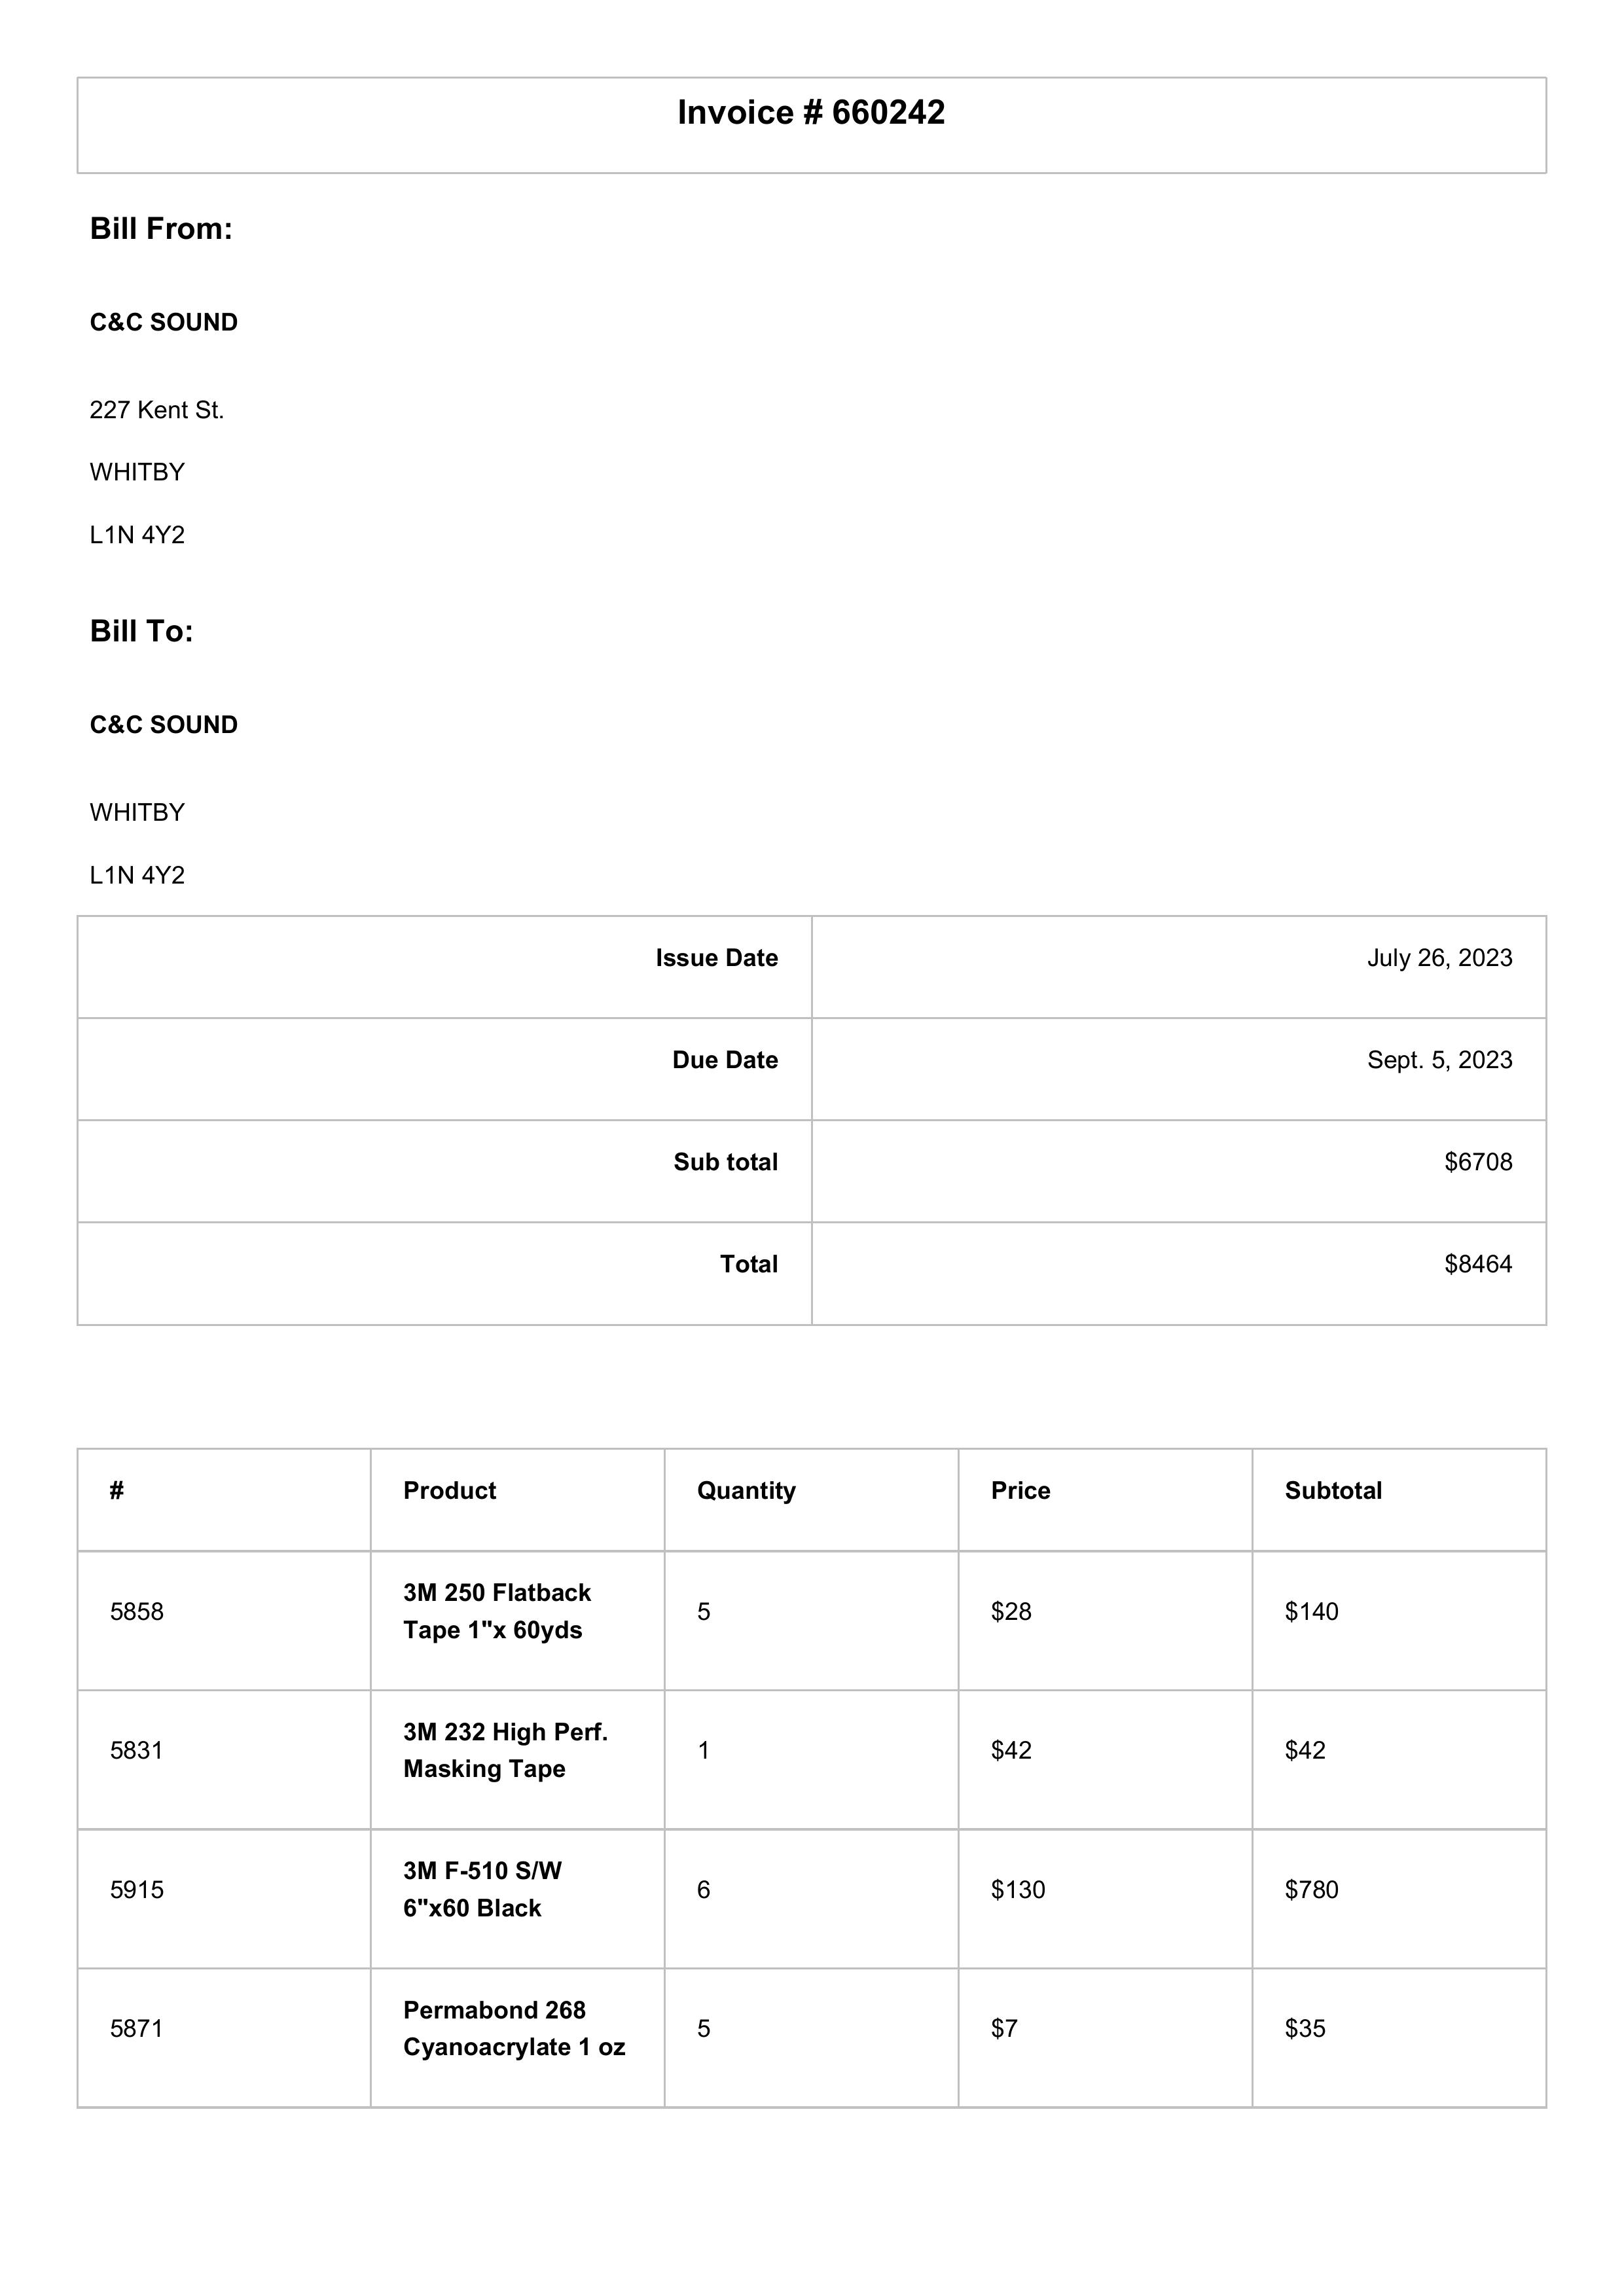 Invoice # 660242
Bill From:
C&C SOUND
227 Kent St.
WHITBY
L1N 4Y2
Bill To:
C&C SOUND
WHITBY
L1N 4Y2
Issue Date July 26, 2023
Due Date Sept. 5, 2023
Sub total $6708
Total $8464
# Product Quantity Price Subtotal
5858 3M 250 Flatback 5 $28 $140
Tape 1"x 60yds
5831 3M 232 High Perf. 1 $42 $42
Masking Tape
5915 3M F-510 S/W 6 $130 $780
6"x60 Black
5871 Permabond 268 5 $7 $35
Cyanoacrylate 1 oz